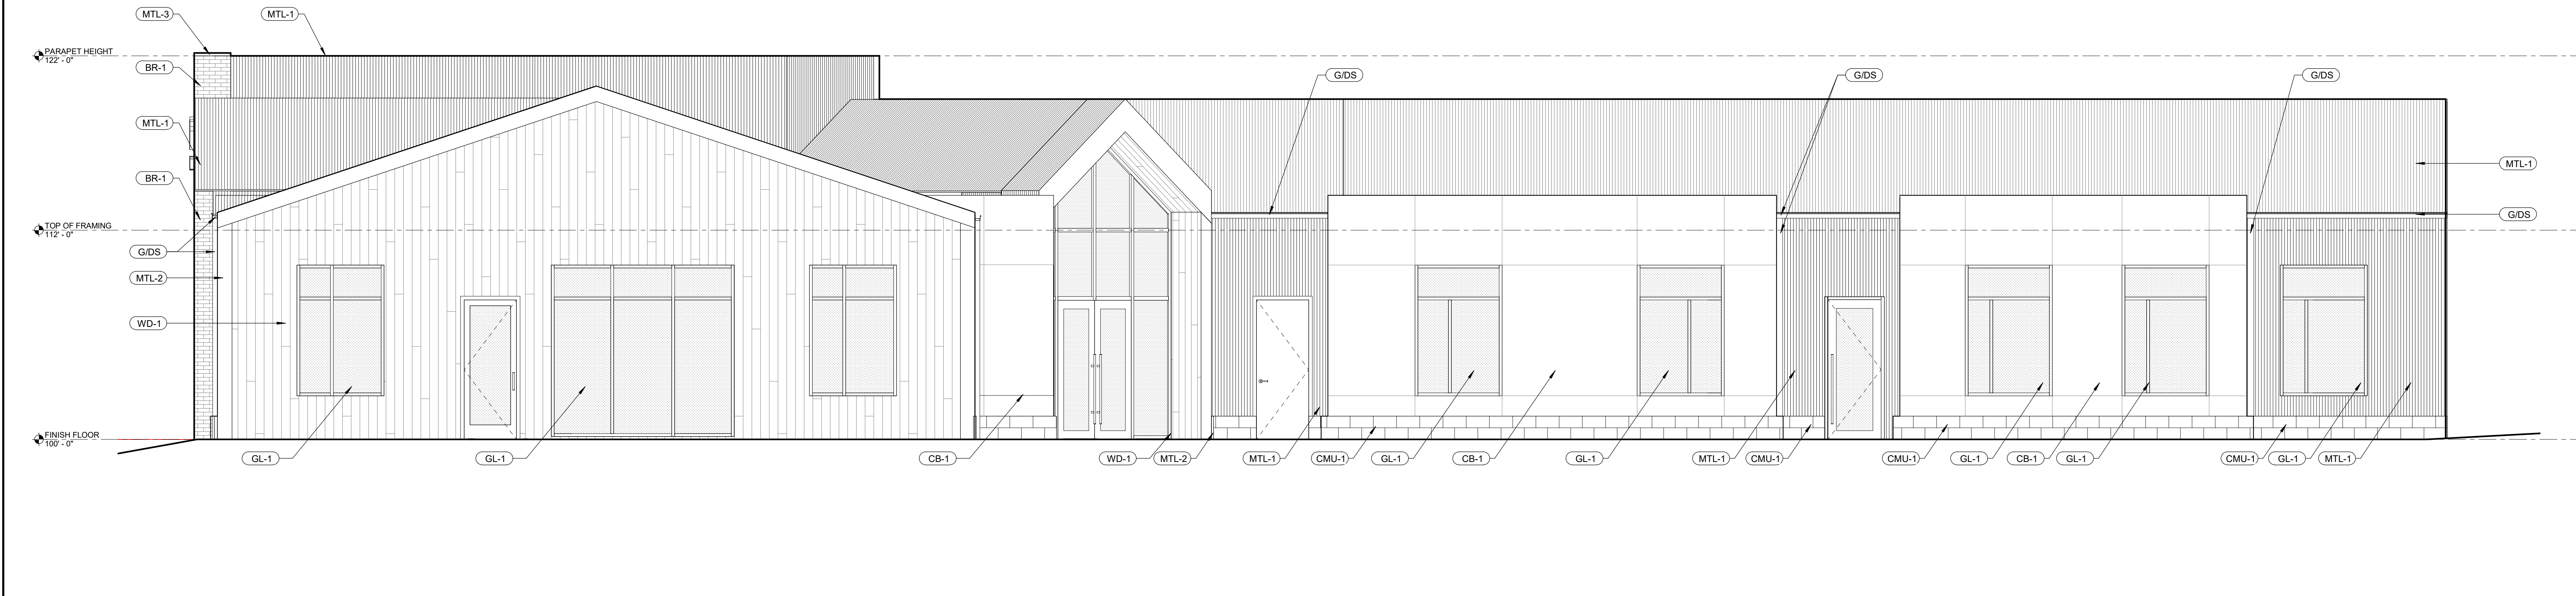 MTL-3
MTL-1
PARAPET HEIGHT
122' - 0"
BR-1
G/DS
G/DS
G/DS
MTL-1
MTL-1
BR-1
G/DS
TOP OF FRAMING
112' - 0"
G/DS
MTL-2
WD-1
FINISH FLOOR
100' - 0"
GL-1
GL-1
CB-1
WD-1
MTL-2
MTL-1
CMU-1
GL-1
CB-1
GL-1
MTL-1
CMU-1
CMU-1
GL-1
CB-1
GL-1
CMU-1
GL-1
MTL-1